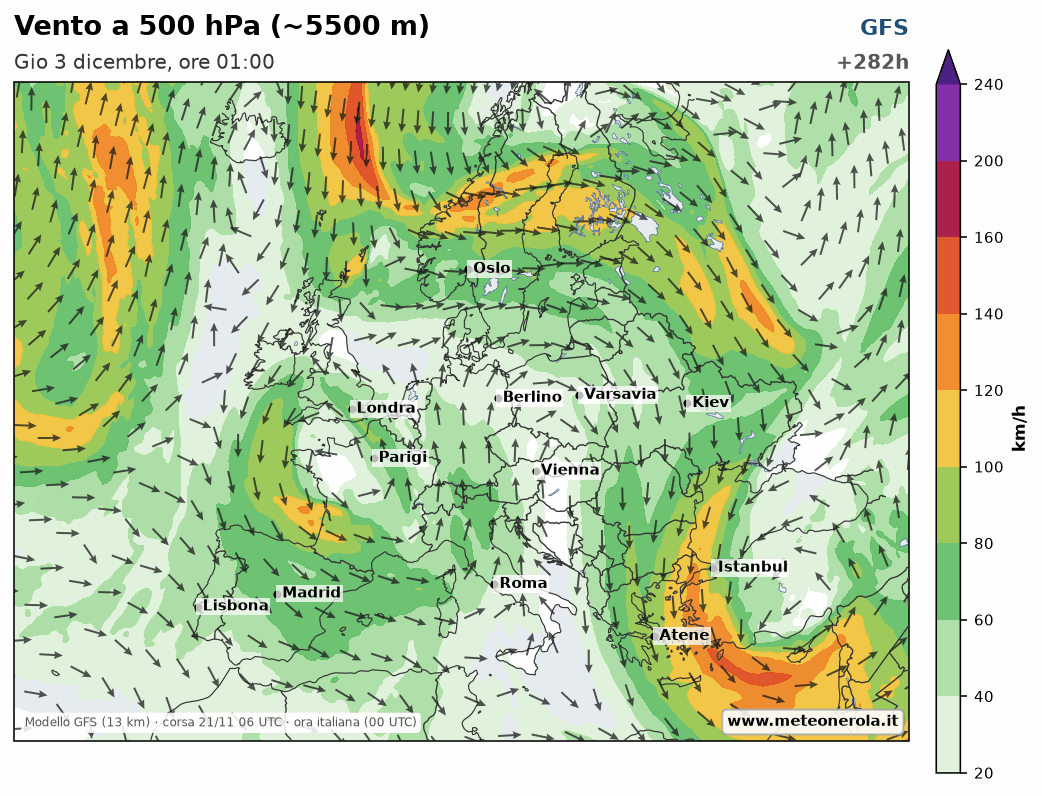 Vento a 500 hPa (~5500 m)
GFS
Gio 3 dicembre, ore 01:00
+282h
240
200
160
140
120
100
80
60
40
20
km/h
Oslo
Berlino
Varsavia
Kiev
Londra
Parigi
Vienna
Istanbul
Roma
Madrid
Lisbona
Atene
Modello GFS (13 km) · corsa 21/11 06 UTC · ora italiana (00 UTC)
www.meteonerola.it